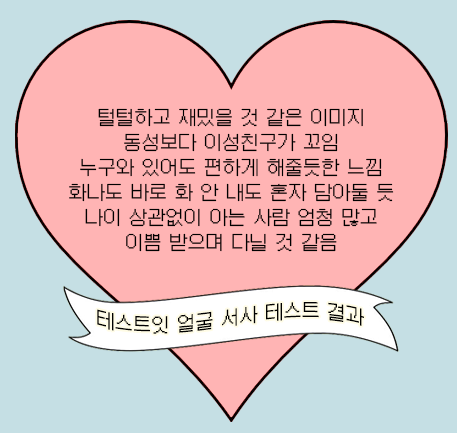 털털하고 재밌을 것 같은 이미지
동성보다 이성친구가 꼬임
누구와 있어도 편하게 해줄듯한 느낌
화나도 바로 화 안 내도 혼자 담아둘 듯
나이 상관없이 아는 사람 엄청 많고
이쁨 받으며 다닐 것 같음
테스트잇 얼굴 서사 테스트 결과